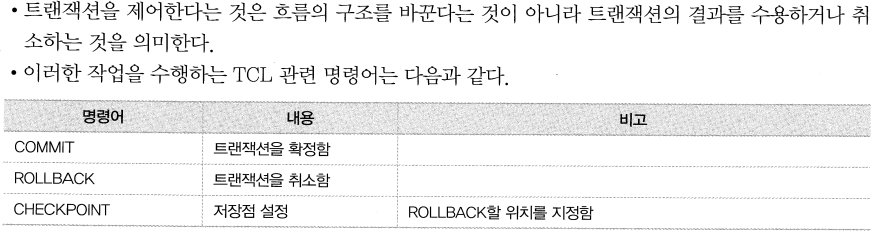 • 트랜잭션을 제어한다는 것은 흐름의 구조를 바꾼다는 것이 아니라 트랜잭션의 결과를 수용하거나 취
소하는 것을 의미한다.
• 이러한 작업을 수행하는 TCL 관련 명령어는 다음과 같다.
명령어 내용 비고
COMMIT 트랜잭션을 확정함
ROLLBACK 트랜잭션을 취소함
CHECKPOINT 저장점 설정 ROLLBACK할 위치를 지정함